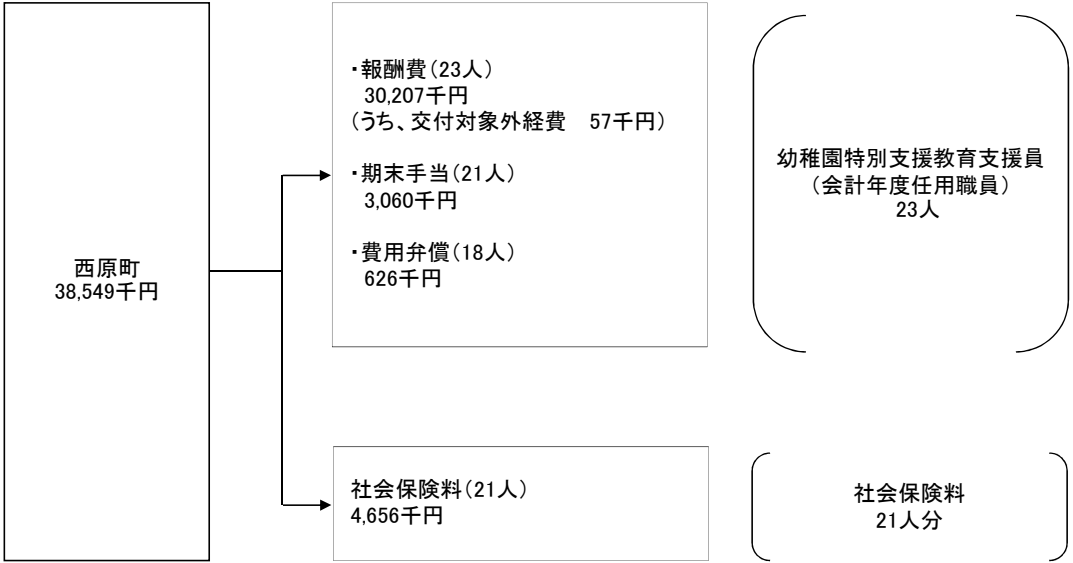 西原町
38,549千円
・報酬費(23人)
30,207千円
(うち、交付対象外経費 57千円)
・期末手当(21人)
3,060千円
・費用弁償(18人)
626千円
幼稚園特別支援教育支援員
(会計年度任用職員)
23人
社会保険料(21人)
4,656千円
社会保険料
21人分